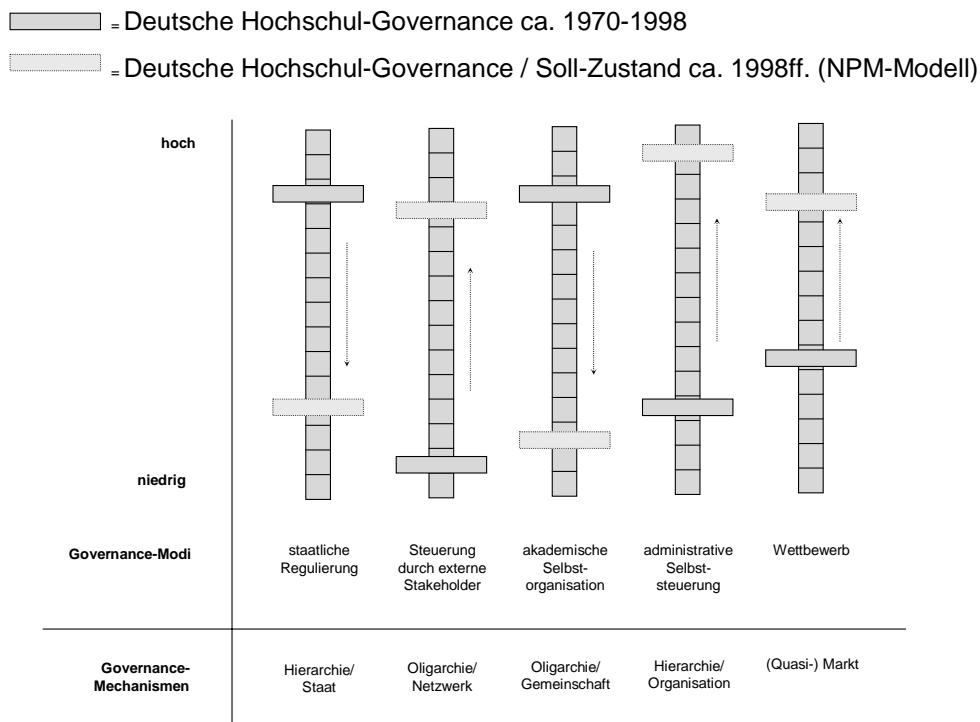 = Deutsche Hochschul-Governance ca. 1970-1998
= Deutsche Hochschul-Governance / Soll-Zustand ca. 1998ff. (NPM-Modell)
hoch
niedrig
Governance-Modi
staatliche
Regulierung
Steuerung
durch externe
Stakeholder
akademische
Selbst-
organisation
administrative
Selbst-
steuerung
Wettbewerb
Governance-
Mechanismen
Hierarchie/
Staat
Oligarchie/
Netzwerk
Oligarchie/
Gemeinschaft
Hierarchie/
Organisation
(Quasi-) Markt